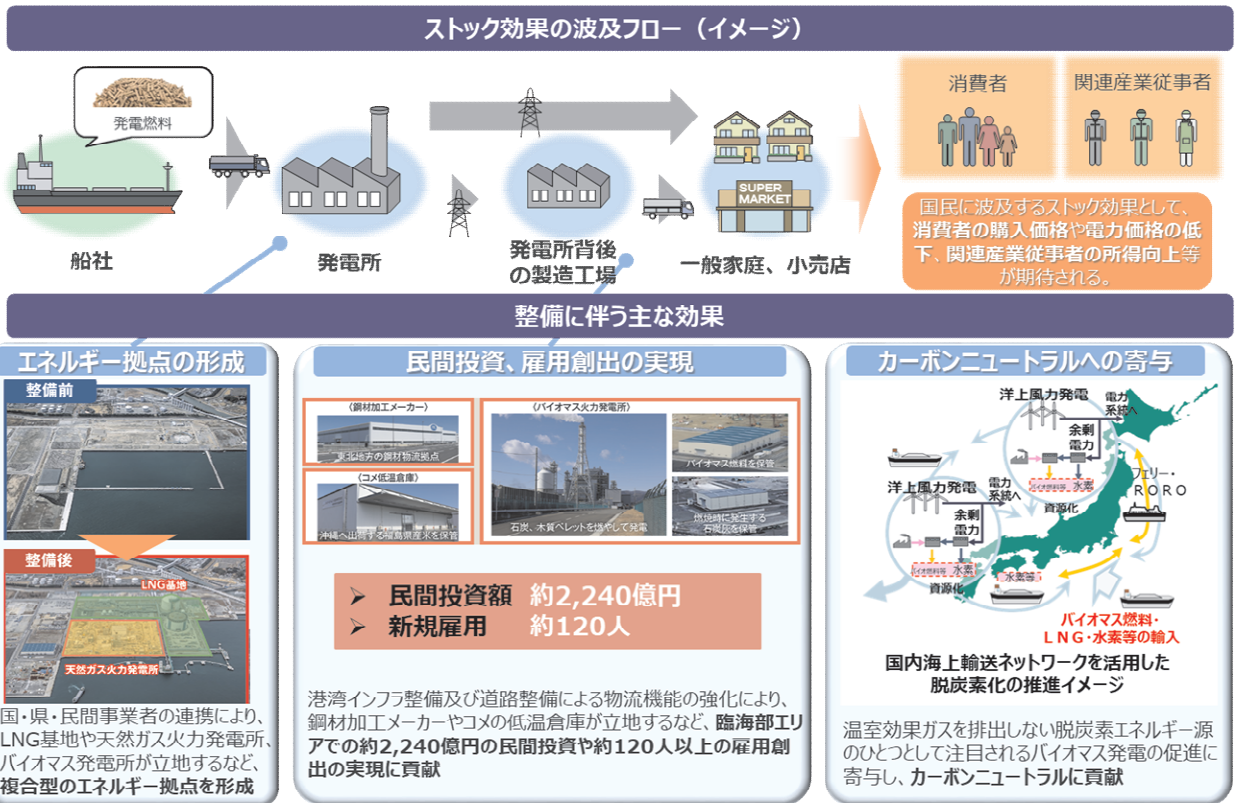 ストック効果の波及フロー（イメージ）
発電燃料
船社
発電所
発電所背後
の製造工場
SUPER
MARKET
一般家庭、小売店
消費者
関連産業従事者
国民に波及するストック効果として、
消費者の購入価格や電力価格の低
下、関連産業従事者の所得向上等
が期待される。
整備に伴う主な効果
エネルギー拠点の形成
整備前
整備後
LNG基地
天然ガス火力発電所
国・県・民間事業者の連携により、
LNG基地や天然ガス火力発電所、
バイオマス発電所が立地するなど、
複合型のエネルギー拠点を形成
民間投資、雇用創出の実現
〈鋼材加工メーカー〉
東北地方の鋼材物流拠点
〈コメ低温倉庫〉
沖縄へ出荷する福島県産米を保管
〈バイオマス火力発電所〉
石炭、木質ペレットを燃やして発電
バイオマス燃料を保管
燃焼時に発生する
石炭灰を保管
➢ 民間投資額 約2,240億円
➢ 新規雇用 約120人
港湾インフラ整備及び道路整備による物流機能の強化により、
鋼材加工メーカーやコメの低温倉庫が立地するなど、臨海部エリ
アでの約2,240億円の民間投資や約120人以上の雇用創
出の実現に貢献
カーボンニュートラルへの寄与
洋上風力発電
電力
系統へ
余剰
電力
バイオ燃料等
水素
資源化
フェリー・
ＲＯＲＯ
洋上風力発電
電力
系統へ
余剰
電力
バイオ燃料等
水素
資源化
水素等
バイオマス燃料・
ＬＮＧ・水素等の輸入
国内海上輸送ネットワークを活用した
脱炭素化の推進イメージ
温室効果ガスを排出しない脱炭素エネルギー源
のひとつとして注目されるバイオマス発電の促進に
寄与し、カーボンニュートラルに貢献